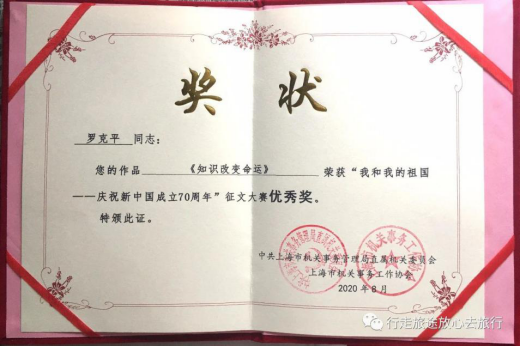 奖状
罗克平 同志:
您的作品 《知识改变命运》 荣获“我和我的祖国
——庆祝新中国成立70周年”征文大赛优秀奖。
特颁此证。
中共上海市机关事务管理局直属机关委员会
上海市机关事务工作协会
2020年8月
行走旅途放心去旅行